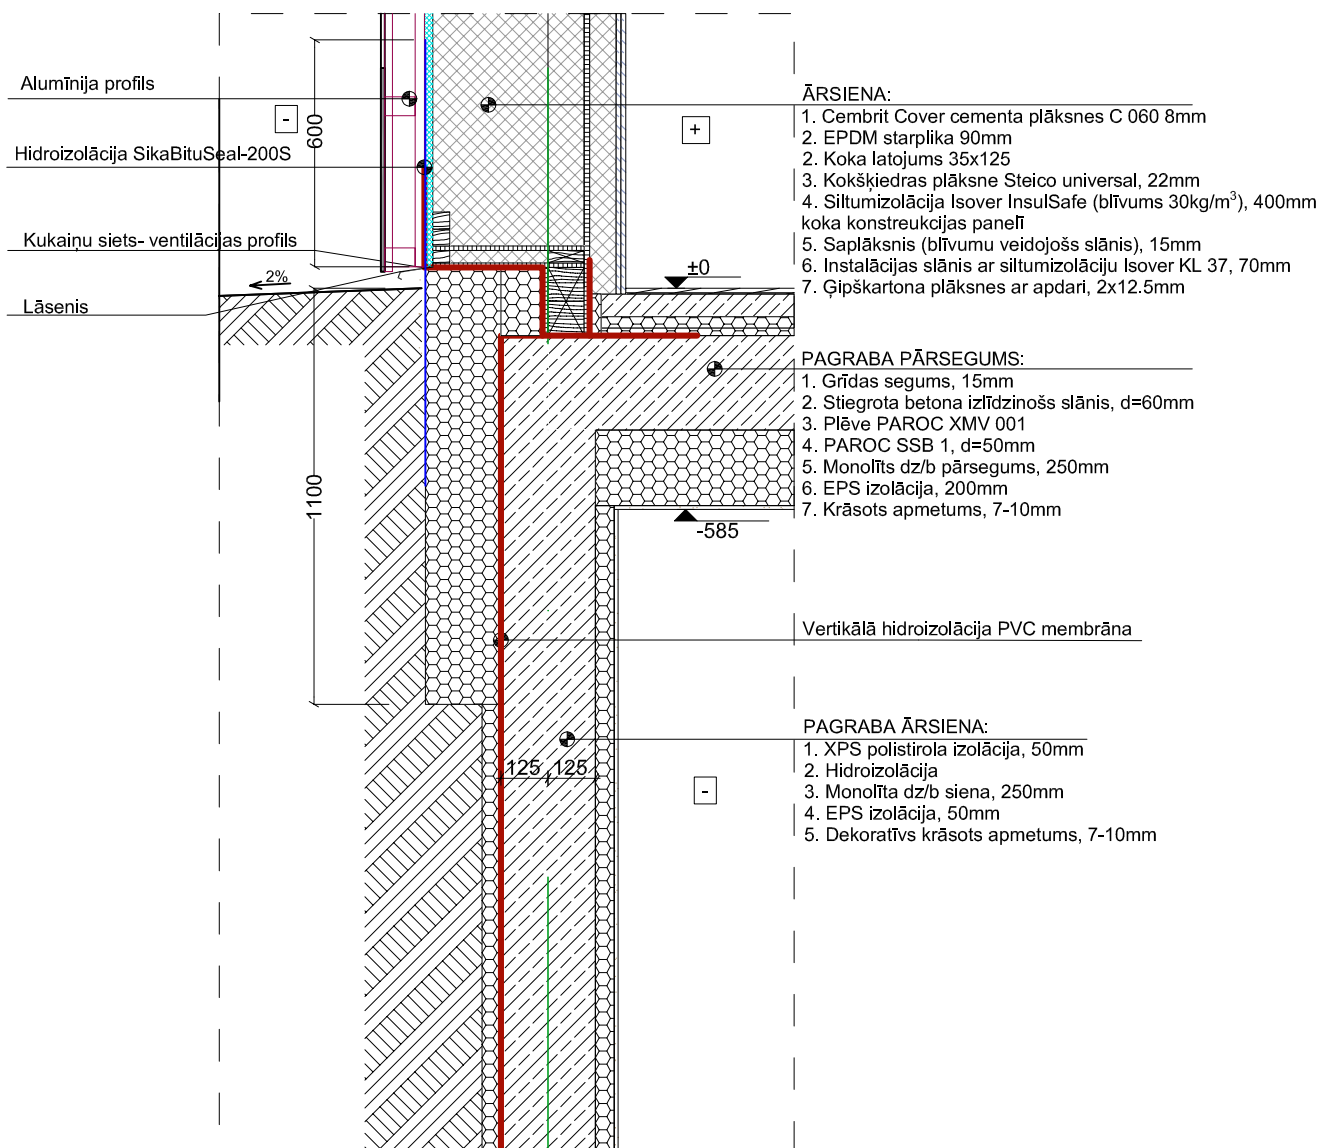 Alumīnija profils
-
600
Hidroizolācija SikaBituSeal-200S
Kukaiņu siets- ventilācijas profils
2%
Lāsenis
1100
+
±0
ĀRSIENA:
1. Cembrit Cover cementa plāksnes C 060 8mm
2. EPDM starplika 90mm
2. Koka latojums 35x125
3. Kokšķiedras plāksne Steico universal, 22mm
4. Siltumizolācija Isover InsulSafe (blīvums 30kg/m³), 400mm
koka konstreukcijas panelī
5. Saplāksnis (blīvumu veidojošs slānis), 15mm
6. Instalācijas slānis ar siltumizolāciju Isover KL 37, 70mm
7. Ģipškartona plāksnes ar apdari, 2x12.5mm
PAGRABA PĀRSEGUMS:
1. Grīdas segums, 15mm
2. Stiegrota betona izlīdzinošs slānis, d=60mm
3. Plēve PAROC XMV 001
4. PAROC SSB 1, d=50mm
5. Monolīts dz/b pārsegums, 250mm
6. EPS izolācija, 200mm
7. Krāsots apmetums, 7-10mm
-585
Vertikālā hidroizolācija PVC membrāna
PAGRABA ĀRSIENA:
1. XPS polistirola izolācija, 50mm
2. Hidroizolācija
3. Monolīta dz/b siena, 250mm
4. EPS izolācija, 50mm
5. Dekoratīvs krāsots apmetums, 7-10mm
125 125
-